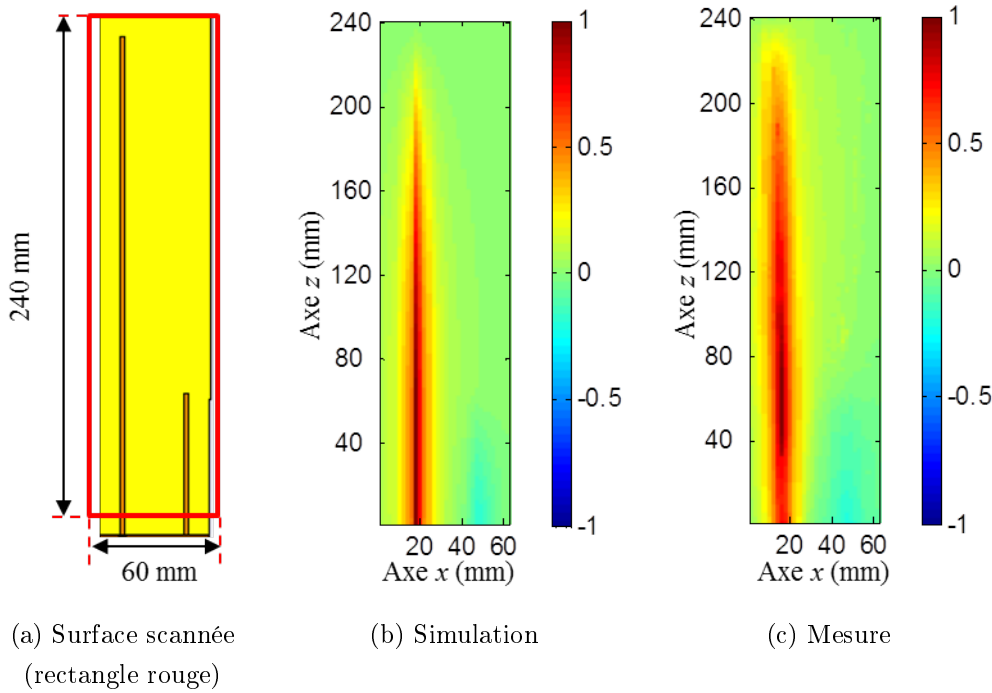 240 mm
60 mm
240
200
160
120
80
40
Axe z (mm)
20 40 60
Axe x (mm)
1
0.5
0
-0.5
-1
240
200
160
120
80
40
Axe z (mm)
20 40 60
Axe x (mm)
1
0.5
0
-0.5
-1
(a) Surface scannée
(rectangle rouge)
(b) Simulation
(c) Mesure